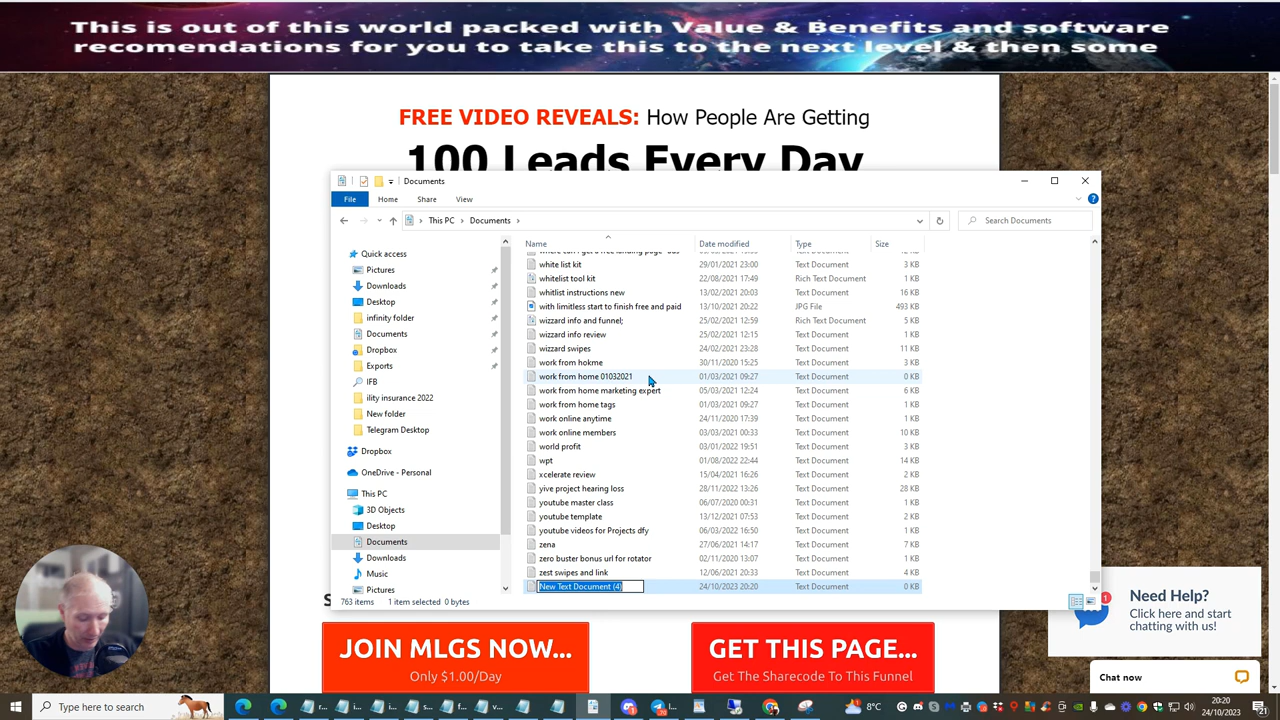 This is out of this world packed with Value & Benefits and software
recomendations for you to take this to the next level & then some
FREE VIDEO REVEALS: How People Are Getting
100 Leads Every Day
Documents
File
Home
Share
View
This PC
Documents
Search Documents
Name
Date modified
Type
Size
Quick access
Pictures
Downloads
Desktop
infinity folder
Documents
Dropbox
Exports
IFB
ility insurance 2022
New folder
Telegram Desktop
Dropbox
OneDrive - Personal
This PC
3D Objects
Desktop
Documents
Downloads
Music
Pictures
white list kit 29/01/2021 23:00 Text Document 3 KB
whitelist tool kit 22/08/2021 17:49 Rich Text Document 1 KB
whitlist instructions new 13/02/2021 20:03 Text Document 16 KB
with limitless start to finish free and paid 13/10/2021 20:22 JPG File 493 KB
wizzard info and funnel; 25/02/2021 12:59 Rich Text Document 5 KB
wizzard info review 25/02/2021 12:15 Text Document 1 KB
wizzard swipes 24/02/2021 23:28 Text Document 11 KB
work from hokme 30/11/2020 15:25 Text Document 3 KB
work from home 01032021 01/03/2021 09:27 Text Document 0 KB
work from home marketing expert 05/03/2021 12:24 Text Document 6 KB
work from home tags 01/03/2021 09:27 Text Document 1 KB
work online anytime 24/11/2020 17:39 Text Document 1 KB
work online members 03/03/2021 00:33 Text Document 10 KB
world profit 03/01/2022 19:51 Text Document 3 KB
wpt 01/08/2022 22:44 Text Document 14 KB
xcelerate review 15/04/2021 16:26 Text Document 2 KB
yive project hearing loss 28/11/2022 13:26 Text Document 28 KB
youtube master class 06/07/2020 00:31 Text Document 1 KB
youtube template 13/12/2021 07:53 Text Document 2 KB
youtube videos for Projects dfy 06/03/2022 16:50 Text Document 1 KB
zena 27/06/2021 14:17 Text Document 7 KB
zero buster bonus url for rotator 02/11/2020 13:07 Text Document 1 KB
zest swipes and link 12/06/2021 20:33 Text Document 4 KB
New Text Document (4) 24/10/2023 20:20 Text Document 0 KB
763 items 1 item selected 0 bytes
JOIN MLGS NOW...
Only $1.00/Day
GET THIS PAGE...
Get The Sharecode To This Funnel
1
Need Help?
Click here and start
chatting with us!
Chat now
Type here to search
8°C
20:20
24/10/2023